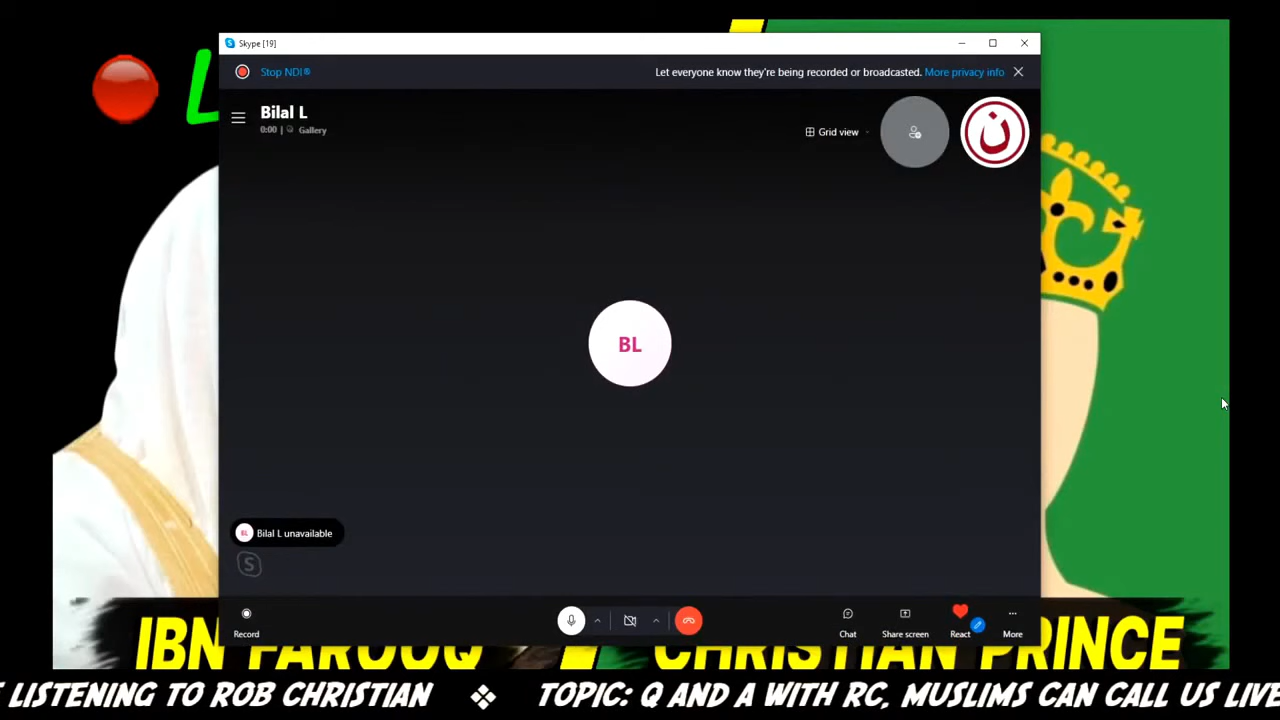 Skype [19]
Stop NDI®
Let everyone know they're being recorded or broadcasted. More privacy info
Bilal L
0:00 | Gallery
Grid view
ن
L
BL
BL Bilal L unavailable
Record
Chat
Share screen
React
More
IBN FAROOQ
CHRISTIAN PRINCE
LISTENING TO ROB CHRISTIAN ❖ TOPIC: Q AND A WITH RC, MUSLIMS CAN CALL US LIVE